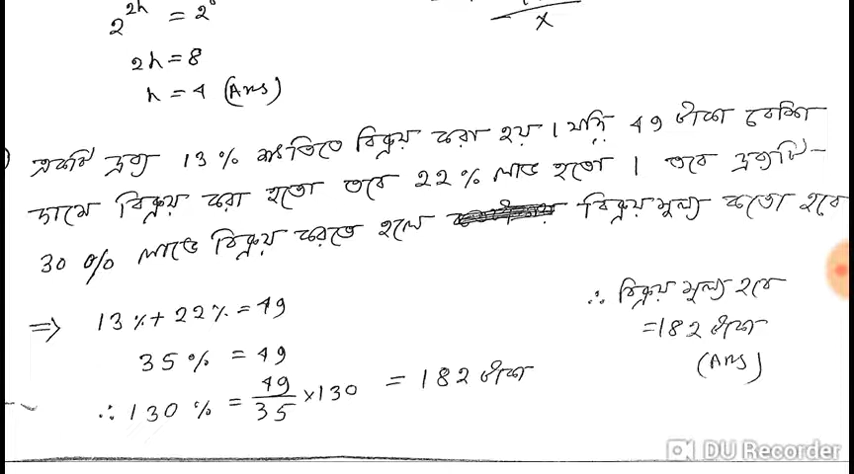 2^2h = 2^8
x
2h = 8
h = 4 (Ans)
একটি দ্রব্য 13% ক্ষতিতে বিক্রয় করা হয়। যদি 49 টাকা বেশি
দামে বিক্রয় করা হতো তবে 22% লাভ হতো। তবে দ্রব্যটি
30% লাভে বিক্রয় করতে হলে বিক্রয় মূল্য কতো হবে
⇒ 13% + 22% = 49
35% = 49
∴ 130% = 49/35 × 130 = 182 টাকা
∴ বিক্রয় মূল্য হবে
= 182 টাকা
(Ans)
DU Recorder